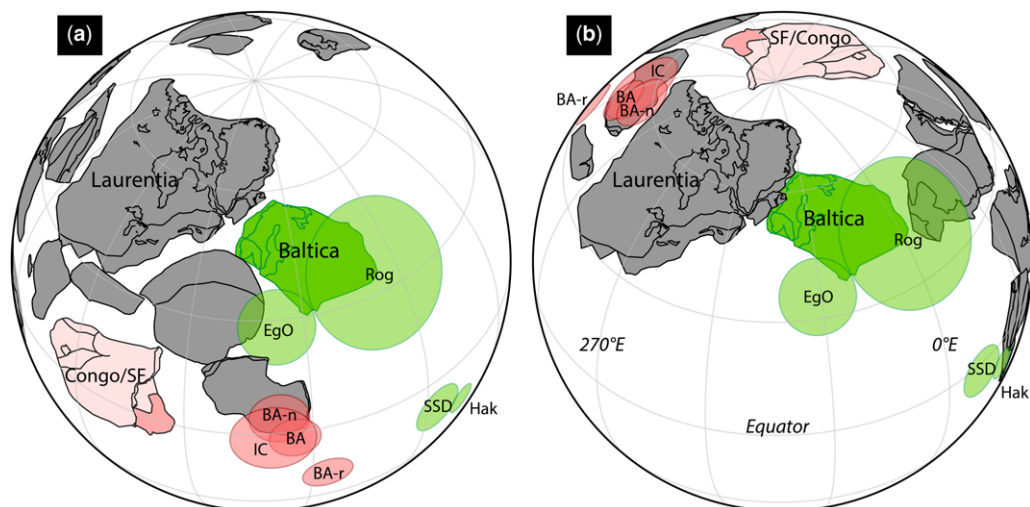 (a)
Laurentia
Baltica
Rog
EgO
Congo/SF
BA-n
IC
BA
BA-r
SSD
Hak
(b)
SF/Congo
IC
BA-r
BA
BA-n
Laurentia
Baltica
Rog
EgO
270°E
0°E
SSD
Hak
Equator